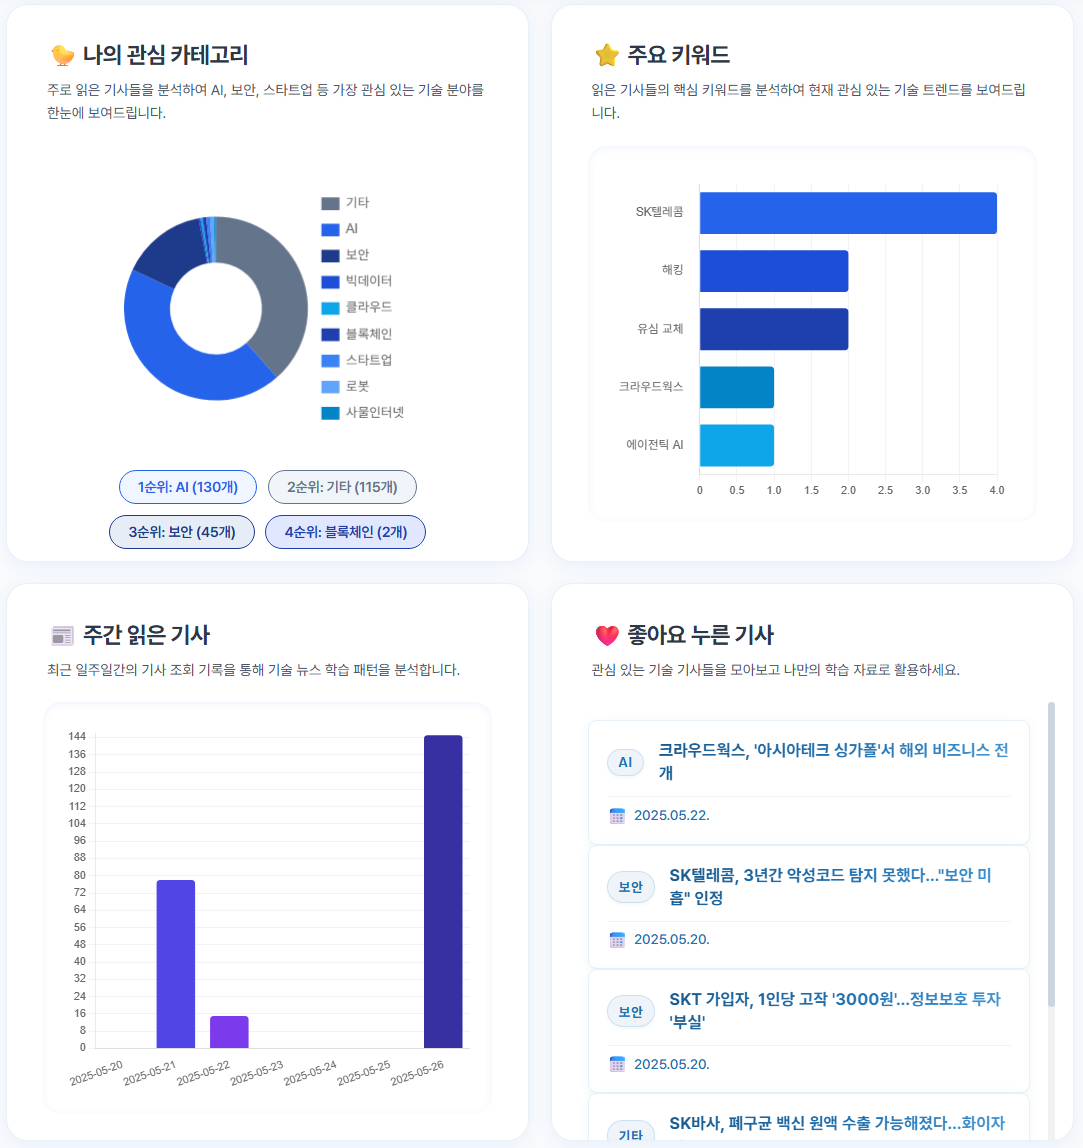 나의 관심 카테고리
주로 읽은 기사들을 분석하여 AI, 보안, 스타트업 등 가장 관심 있는 기술 분야를
한눈에 보여드립니다.
기타
AI
보안
빅데이터
클라우드
블록체인
스타트업
로봇
사물인터넷
1순위: AI (130개)
2순위: 기타 (115개)
3순위: 보안 (45개)
4순위: 블록체인 (2개)
주요 키워드
읽은 기사들의 핵심 키워드를 분석하여 현재 관심 있는 기술 트렌드를 보여드립
니다.
SK텔레콤
해킹
유심 교체
크라우드웍스
에이전틱 AI
0 0.5 1.0 1.5 2.0 2.5 3.0 3.5 4.0
주간 읽은 기사
최근 일주일간의 기사 조회 기록을 통해 기술 뉴스 학습 패턴을 분석합니다.
144
136
128
120
112
104
96
88
80
72
64
56
48
40
32
24
16
8
0
2025-05-20 2025-05-21 2025-05-22 2025-05-23 2025-05-24 2025-05-25 2025-05-26
좋아요 누른 기사
관심 있는 기술 기사들을 모아보고 나만의 학습 자료로 활용하세요.
AI
크라우드웍스, '아시아테크 싱가폴'서 해외 비즈니스 전
개
2025.05.22.
보안
SK텔레콤, 3년간 악성코드 탐지 못했다..."보안 미
흡" 인정
2025.05.20.
보안
SKT 가입자, 1인당 고작 '3000원'...정보보호 투자
'부실'
2025.05.20.
기타
SK바사, 폐구균 백신 원액 수출 가능해졌다...화이자